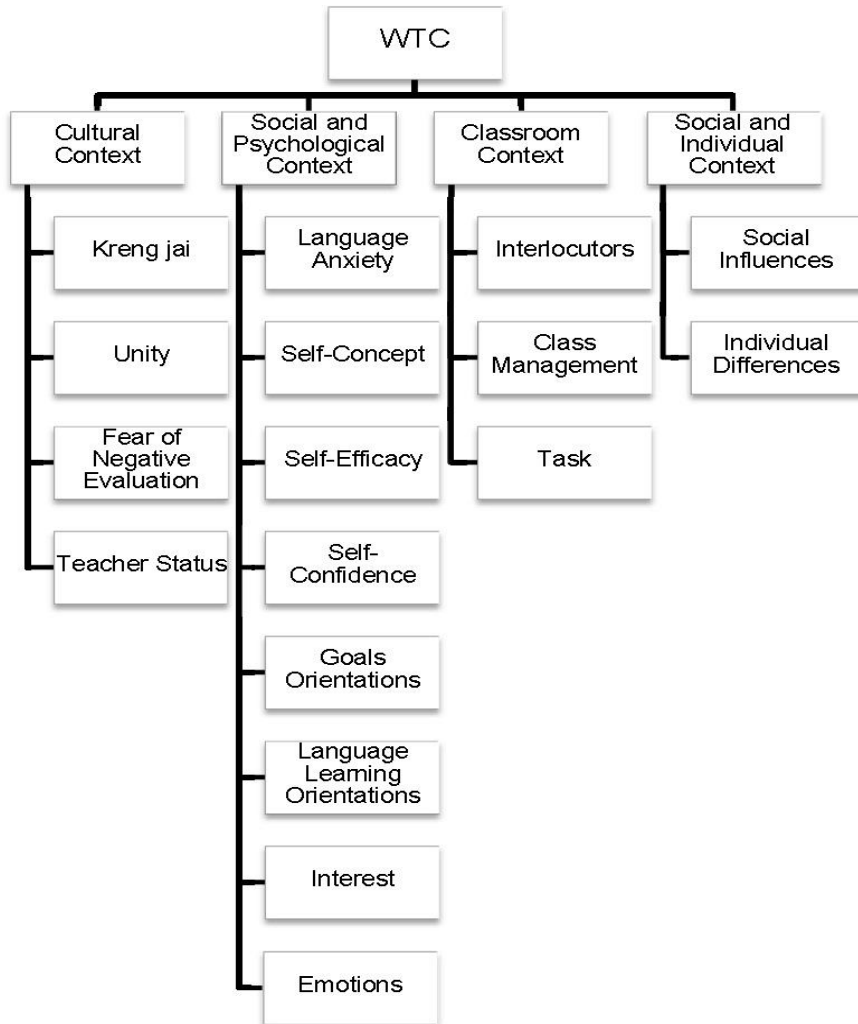 WTC
Cultural
Context
Social and
Psychological
Context
Classroom
Context
Social and
Individual
Context
Kreng jai
Unity
Fear of
Negative
Evaluation
Teacher Status
Language
Anxiety
Self-Concept
Self-Efficacy
Self-
Confidence
Goals
Orientations
Language
Learning
Orientations
Interest
Emotions
Interlocutors
Class
Management
Task
Social
Influences
Individual
Differences